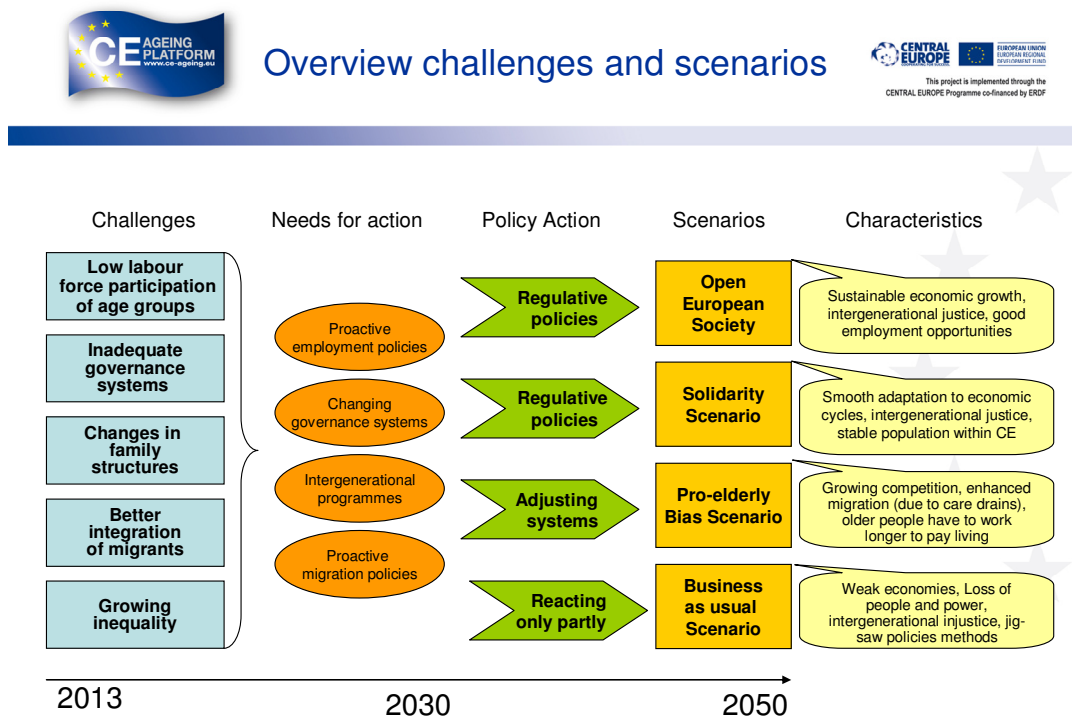 CE AGEING
PLATFORM
www.ce-ageing.eu
Overview challenges and scenarios
CENTRAL
EUROPE
COOPERATING FOR SUCCESS.
EUROPEAN UNION
EUROPEAN REGIONAL
DEVELOPMENT FUND
This project is implemented through the
CENTRAL EUROPE Programme co-financed by ERDF
Challenges
Needs for action
Policy Action
Scenarios
Characteristics
Low labour
force participation
of age groups
Inadequate
governance
systems
Changes in
family
structures
Better
integration
of migrants
Growing
inequality
Proactive
employment policies
Changing
governance systems
Intergenerational
programmes
Proactive
migration policies
Regulative
policies
Regulative
policies
Adjusting
systems
Reacting
only partly
Open
European
Society
Solidarity
Scenario
Pro-elderly
Bias Scenario
Business
as usual
Scenario
Sustainable economic growth,
intergenerational justice, good
employment opportunities
Smooth adaptation to economic
cycles, intergenerational justice,
stable population within CE
Growing competition, enhanced
migration (due to care drains),
older people have to work
longer to pay living
Weak economies, Loss of
people and power,
intergenerational injustice, jig-
saw policies methods
2013
2030
2050